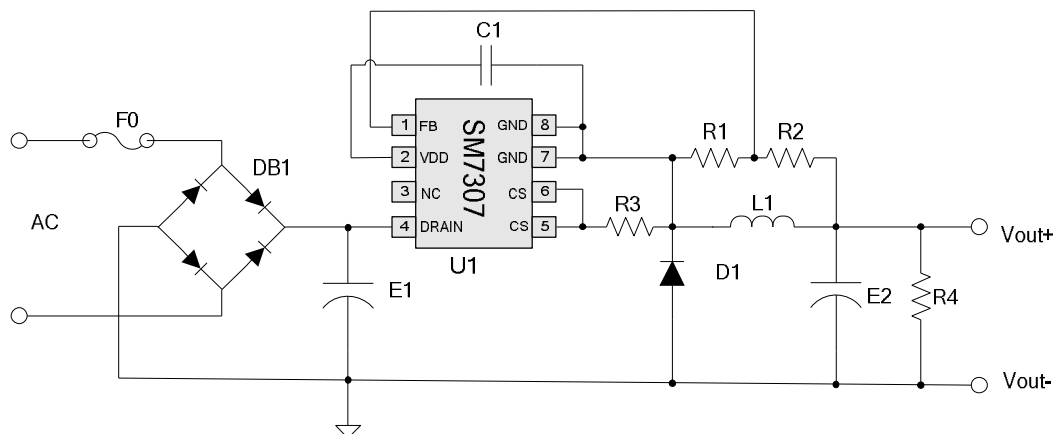 C1
F0
1 FB GND 8
R1 R2
DB1
2 VDD GND 7
SM7307
AC
3 NC CS 6
R3
L1
4 DRAIN CS 5
Vout+
U1
E1
D1
E2
R4
Vout-